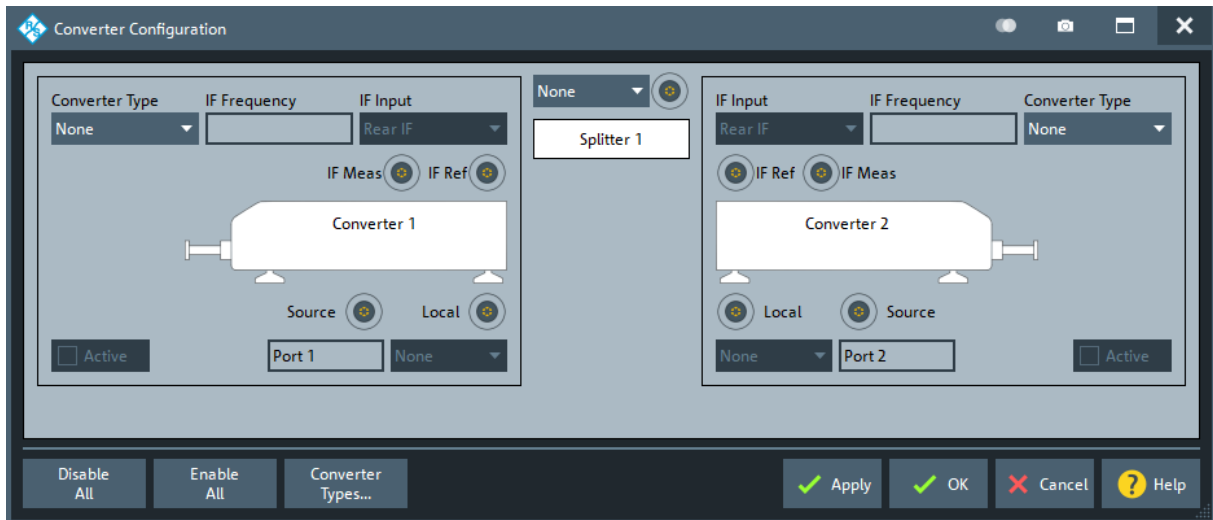 Converter Configuration
Converter Type IF Frequency IF Input
None Rear IF
IF Meas IF Ref
Converter 1
Source Local
Active Port 1 None
None
Splitter 1
IF Input IF Frequency Converter Type
Rear IF None
IF Ref IF Meas
Converter 2
Local Source
None Port 2 Active
Disable
All
Enable
All
Converter
Types...
Apply
OK
Cancel
? Help